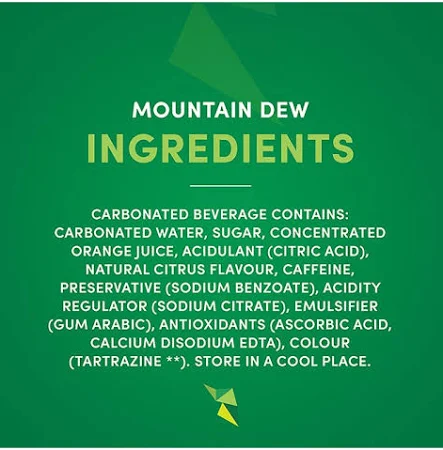 MOUNTAIN DEW
INGREDIENTS
CARBONATED BEVERAGE CONTAINS:
CARBONATED WATER, SUGAR, CONCENTRATED
ORANGE JUICE, ACIDULANT (CITRIC ACID),
NATURAL CITRUS FLAVOUR, CAFFEINE,
PRESERVATIVE (SODIUM BENZOATE), ACIDITY
REGULATOR (SODIUM CITRATE), EMULSIFIER
(GUM ARABIC), ANTIOXIDANTS (ASCORBIC ACID,
CALCIUM DISODIUM EDTA), COLOUR
(TARTRAZINE **). STORE IN A COOL PLACE.